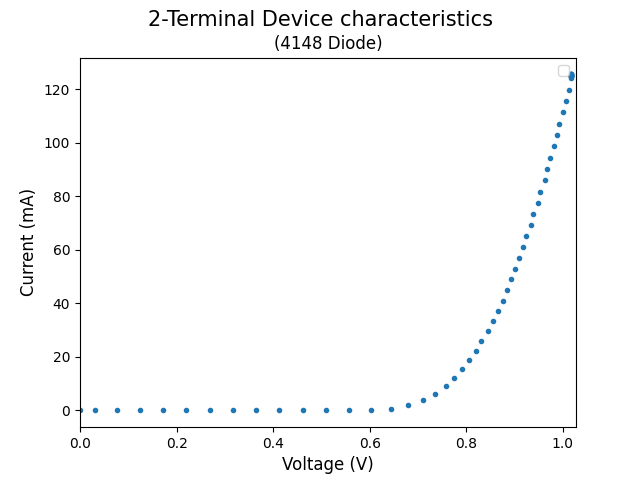 2-Terminal Device characteristics
(4148 Diode)
120
100
80
60
40
20
0
Current (mA)
0.0 0.2 0.4 0.6 0.8 1.0
Voltage (V)